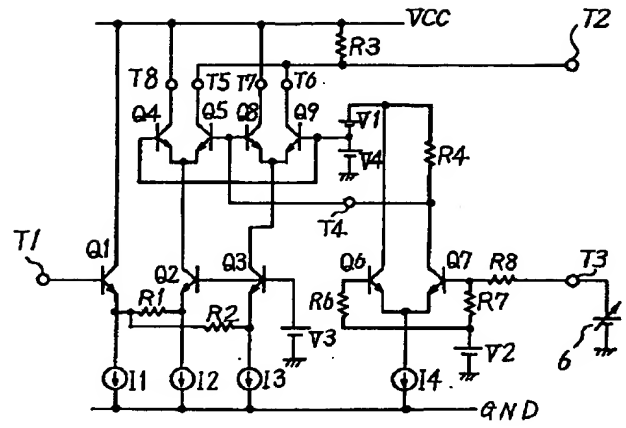 VCC
T2
R3
T8
T5
T7
T6
Q4
Q5
Q8
Q9
V1
V4
R4
T4
T1
Q1
Q2
Q3
Q6
Q7
R8
T3
R1
R2
R6
R7
V3
V2
6
I1
I2
I3
I4
GND